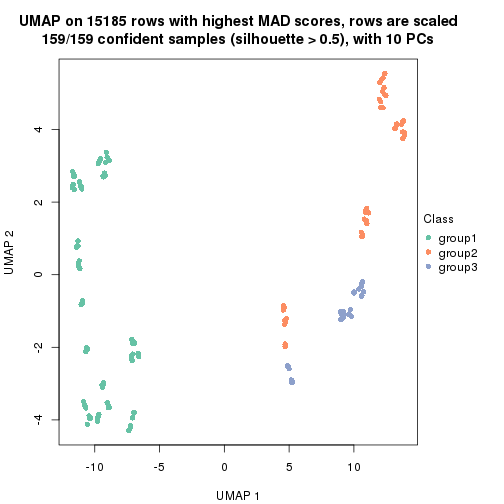 UMAP on 15185 rows with highest MAD scores, rows are scaled
159/159 confident samples (silhouette > 0.5), with 10 PCs
4
2
0
-2
-4
UMAP 2
-10
-5
0
5
10
UMAP 1
Class
group1
group2
group3